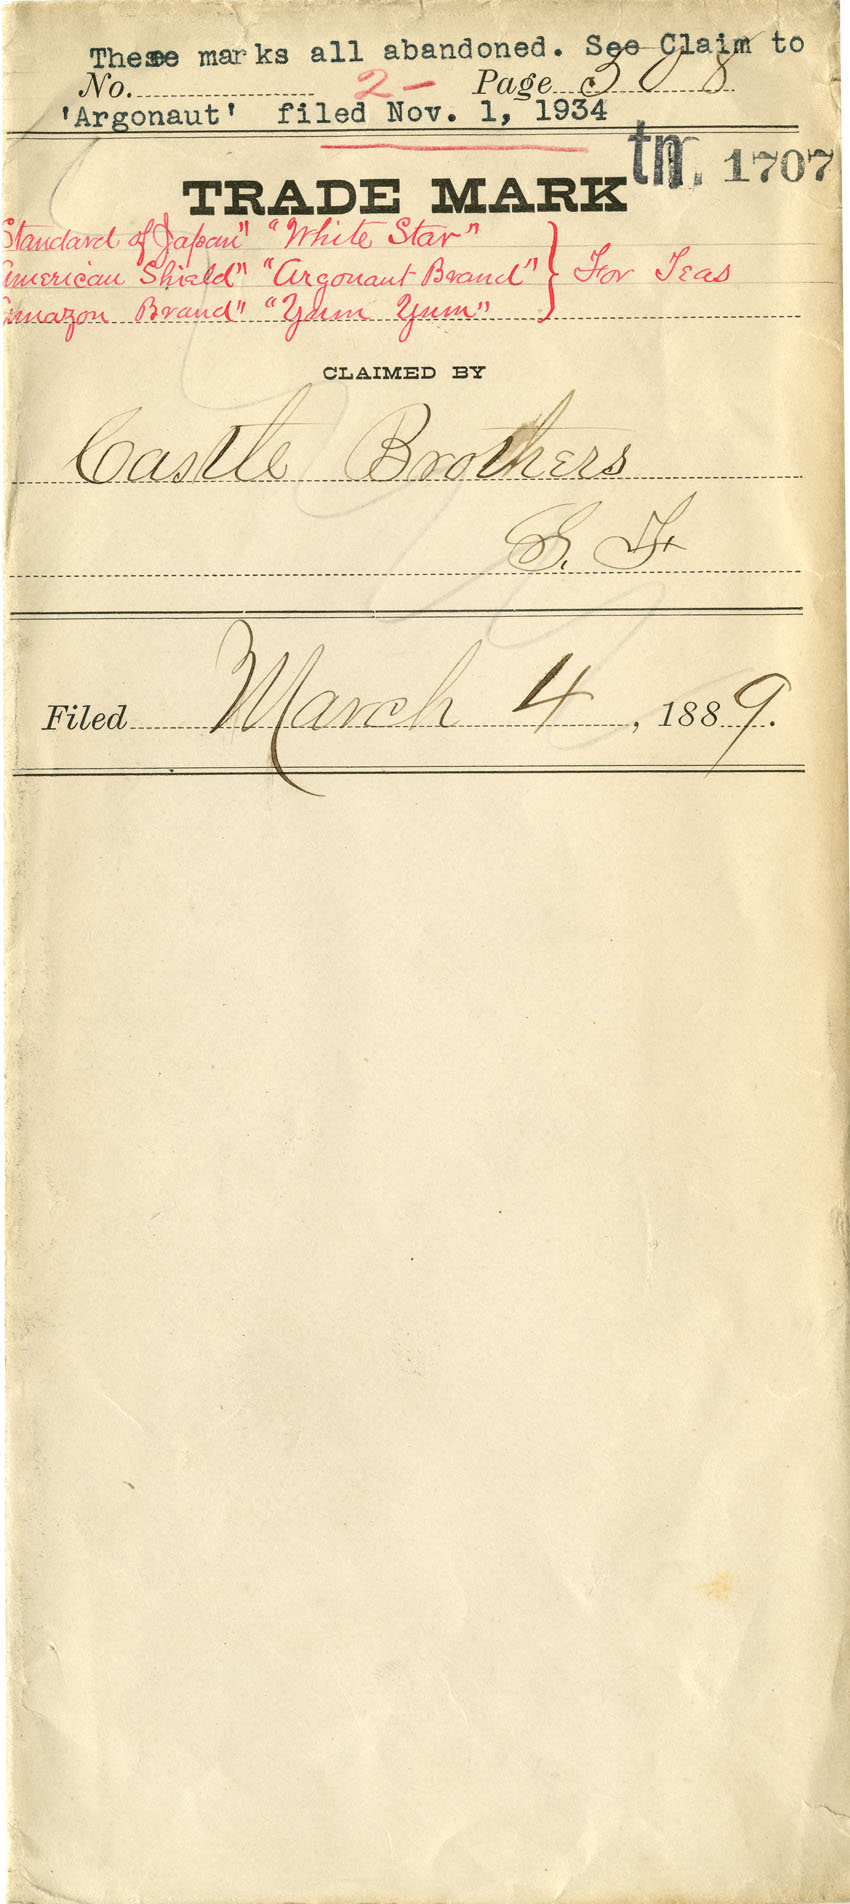 These marks all abandoned. See Claim to
No. 2- Page 308
'Argonaut' filed Nov. 1, 1934
tm. 1707
TRADE MARK
Standard of Japan" "White Star"
American Shield" "Argonaut Brand" } For Teas
Amazon Brand" "Yum Yum"
CLAIMED BY
Castle Brothers
S. F.
Filed March 4, 1889.